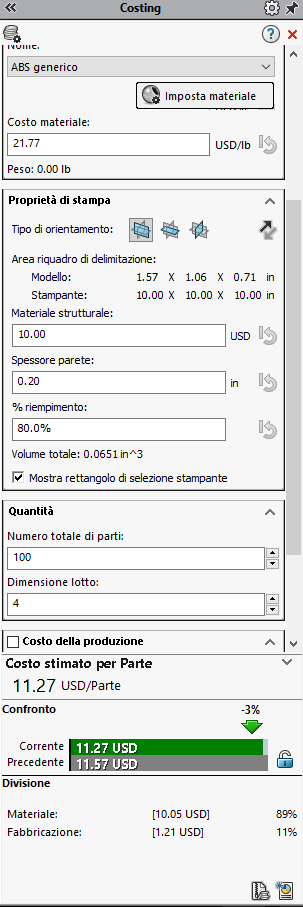 Costing
Nome:
ABS generico
Imposta materiale
Costo materiale:
21.77 USD/lb
Peso: 0.00 lb
Proprietà di stampa
Tipo di orientamento:
Area riquadro di delimitazione:
Modello: 1.57 X 1.06 X 0.71 in
Stampante: 10.00 X 10.00 X 10.00 in
Materiale strutturale:
10.00 USD
Spessore parete:
0.20 in
% riempimento:
80.0%
Volume totale: 0.0651 in^3
Mostra rettangolo di selezione stampante
Quantità
Numero totale di parti:
100
Dimensione lotto:
4
Costo della produzione
Costo stimato per Parte
11.27 USD/Parte
Confronto -3%
Corrente 11.27 USD
Precedente 11.57 USD
Divisione
Materiale: [10.05 USD] 89%
Fabbricazione: [1.21 USD] 11%